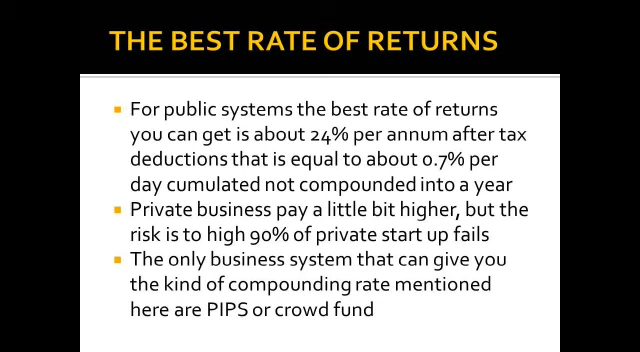 THE BEST RATE OF RETURNS
▪ For public systems the best rate of returns
you can get is about 24% per annum after tax
deductions that is equal to about 0.7% per
day cumulated not compounded into a year
▪ Private business pay a little bit higher, but the
risk is to high 90% of private start up fails
▪ The only business system that can give you
the kind of compounding rate mentioned
here are PIPS or crowd fund